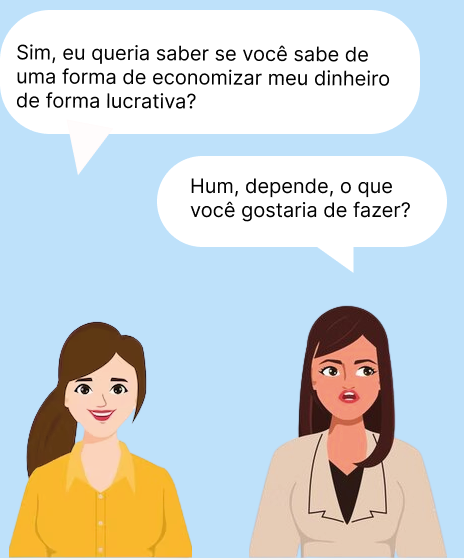 Sim, eu queria saber se você sabe de
uma forma de economizar meu dinheiro
de forma lucrativa?
Hum, depende, o que
você gostaria de fazer?